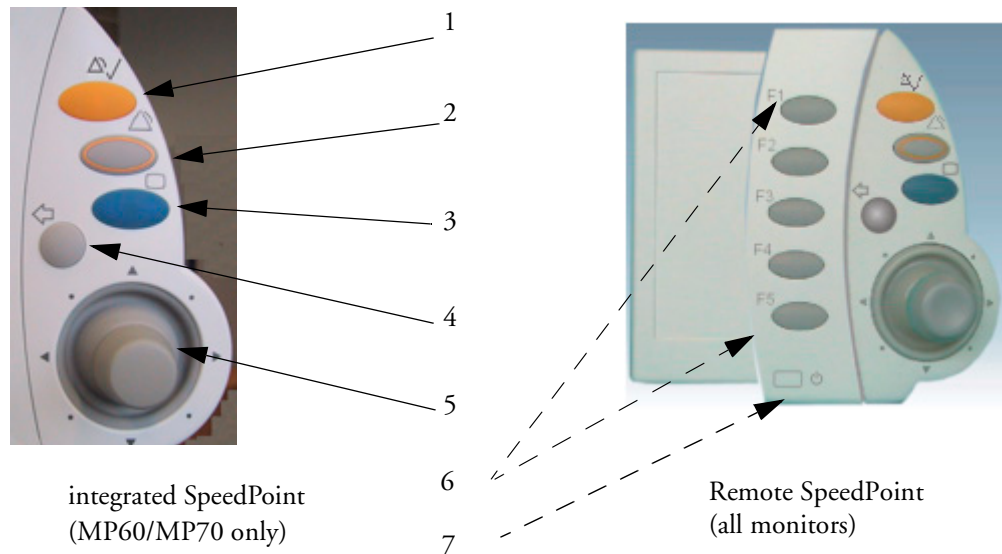 1
2
3
4
5
6
7
F1
F2
F3
F4
F5
integrated SpeedPoint
(MP60/MP70 only)
Remote SpeedPoint
(all monitors)